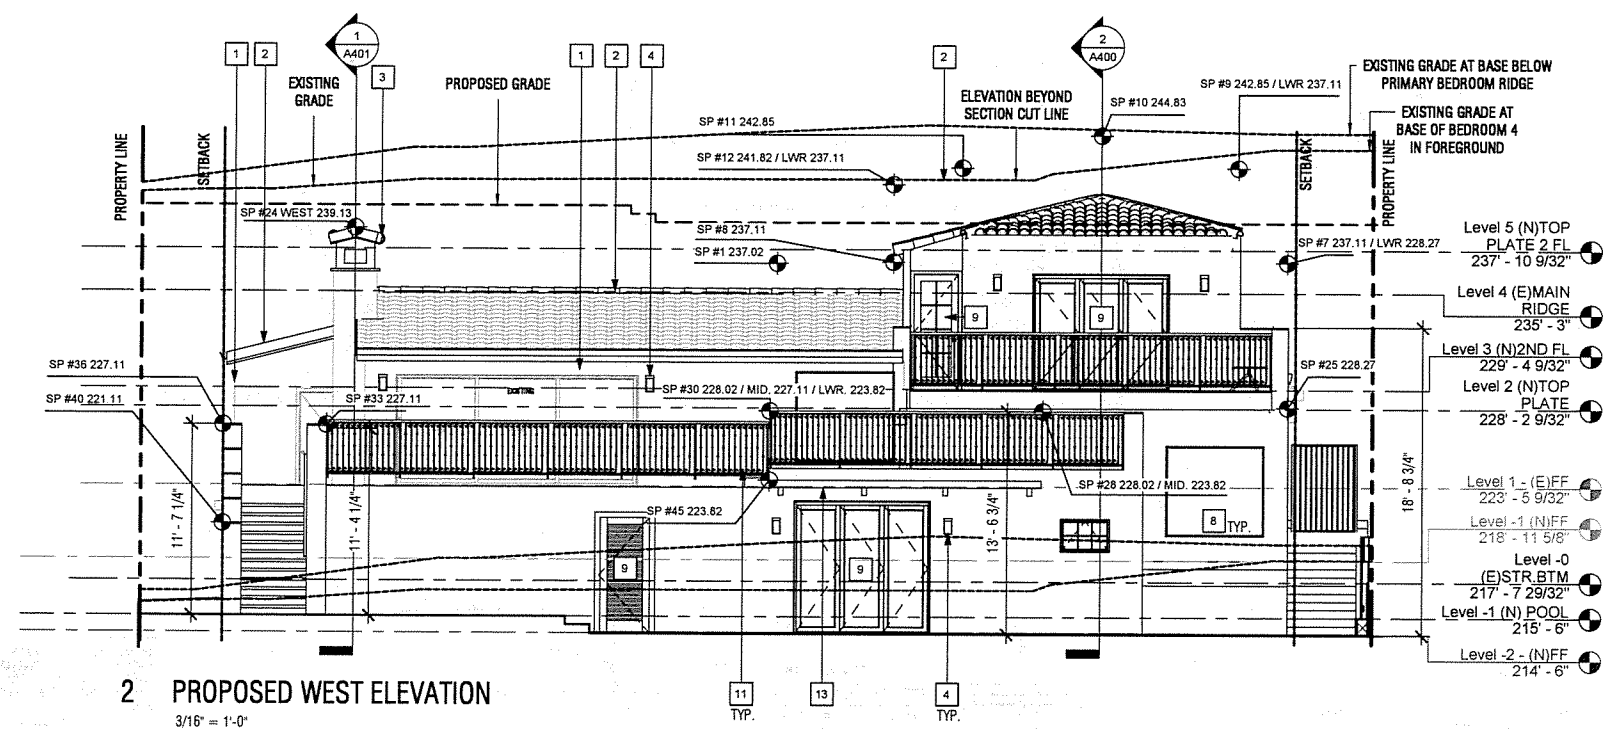 1
A401
2
A400
1
2
3
1
2
4
2
EXISTING GRADE AT BASE BELOW
PRIMARY BEDROOM RIDGE
EXISTING
GRADE
PROPOSED GRADE
SP #9 242.85 / LWR 237.11
ELEVATION BEYOND
SECTION CUT LINE
SP #10 244.83
EXISTING GRADE AT
BASE OF BEDROOM 4
IN FOREGROUND
SP #11 242.85
SP #12 241.82 / LWR 237.11
PROPERTY LINE
SETBACK
SETBACK
PROPERTY LINE
SP #24 WEST 239.13
SP #8 237.11
SP #1 237.02
SP #7 237.11 / LWR 228.27
Level 5 (N)TOP
PLATE 2 FL
237' - 10 9/32"
Level 4 (E)MAIN
RIDGE
235' - 3"
9
9
Level 3 (N)2ND FL
229' - 4 9/32"
SP #36 227.11
SP #25 228.27
EXISTING
SP #30 228.02 / MID. 227.11 / LWR. 223.82
Level 2 (N)TOP
PLATE
228' - 2 9/32"
SP #40 221.11
SP #33 227.11
SP #28 228.02 / MID. 223.82
Level 1 - (E)FF
223' - 5 9/32"
11' - 7 1/4"
11' - 4 1/4"
13' - 6 3/4"
18' - 8 3/4"
SP #45 223.82
8
TYP.
Level -1 (N)FF
218' - 11 5/8"
9
9
Level -0
(E)STR.BTM
217' - 7 29/32"
Level -1 (N) POOL
215' - 6"
Level -2 - (N)FF
214' - 6"
11
TYP.
13
4
TYP.
2 PROPOSED WEST ELEVATION
3/16" = 1'-0"